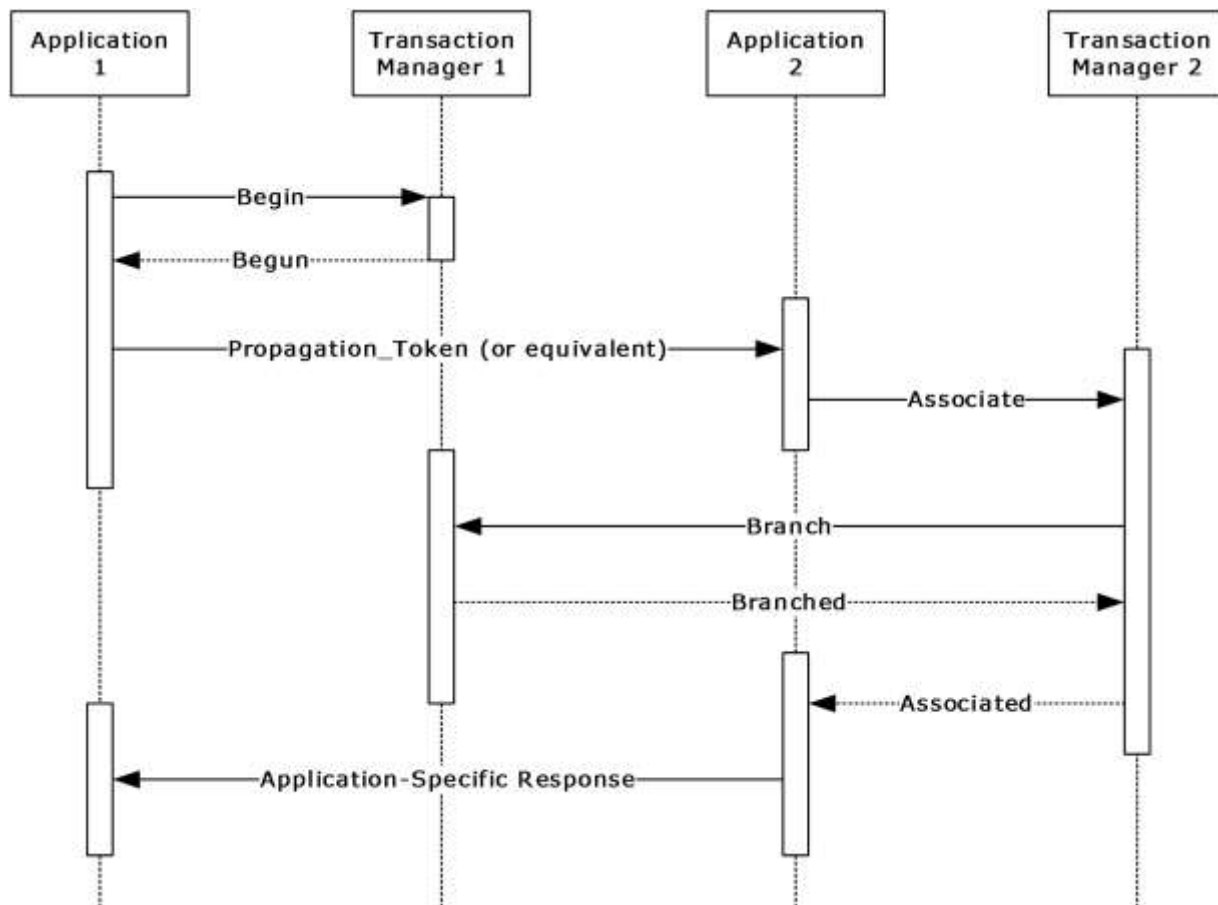 Application
1
Transaction
Manager 1
Application
2
Transaction
Manager 2
Begin
Begun
Propagation_Token (or equivalent)
Associate
Branch
Branched
Associated
Application-Specific Response